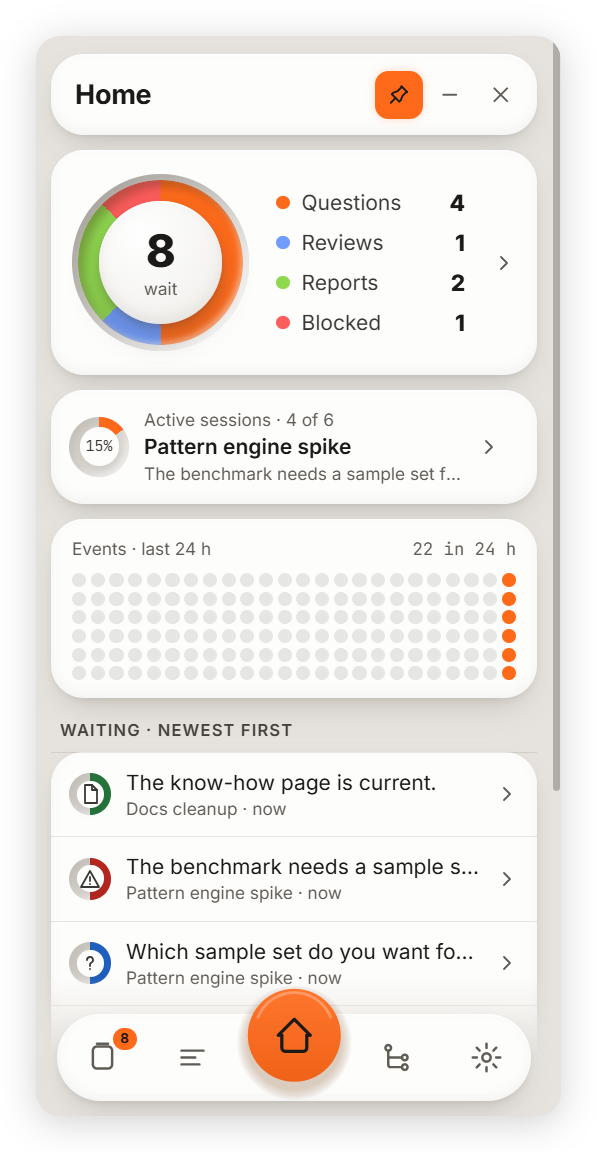 Home
8
wait
Questions 4
Reviews 1
Reports 2
Blocked 1
15%
Active sessions · 4 of 6
Pattern engine spike
The benchmark needs a sample set f...
Events · last 24 h 22 in 24 h
WAITING · NEWEST FIRST
The know-how page is current.
Docs cleanup · now
The benchmark needs a sample s...
Pattern engine spike · now
?
Which sample set do you want fo...
Pattern engine spike · now
8